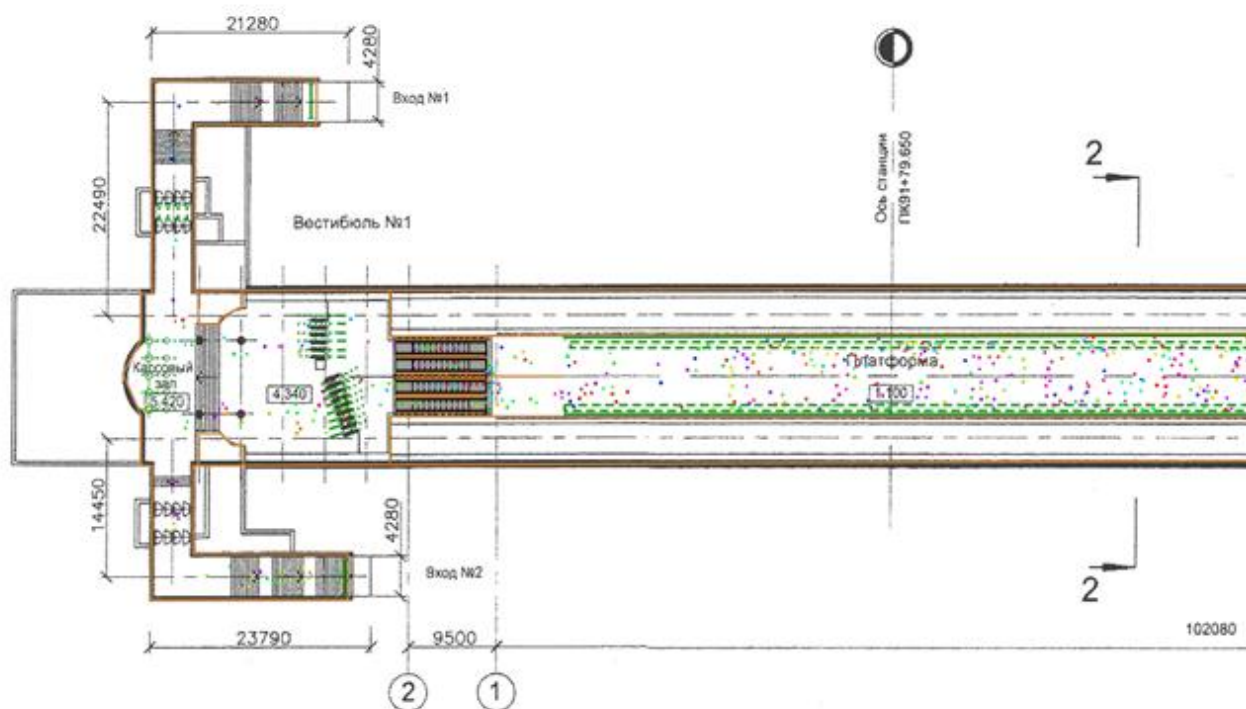 21280
4280
Вход №1
22490
Вестибюль №1
Ось станции
ПК91+79.650
2
Кассовый
зал
5,420
4,340
Платформа
1,100
14450
4280
Вход №2
2
23790
9500
102080
2
1